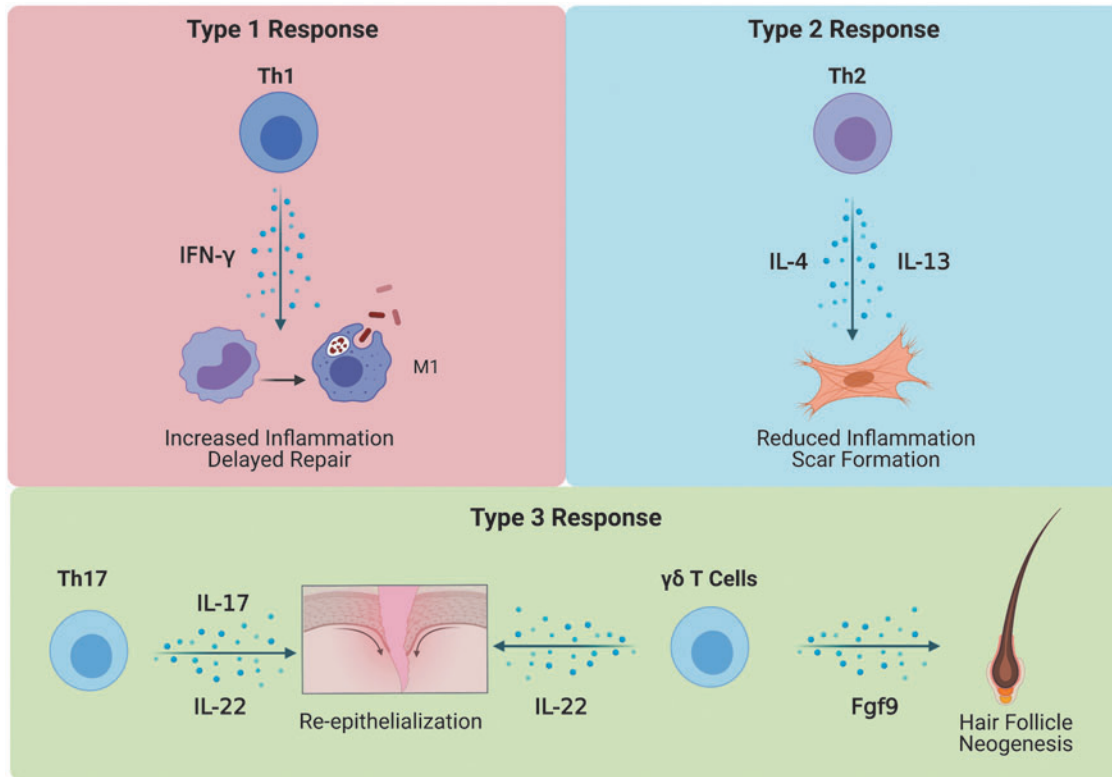 Type 1 Response
Th1
IFN-γ
M1
Increased Inflammation
Delayed Repair
Type 2 Response
Th2
IL-4
IL-13
Reduced Inflammation
Scar Formation
Type 3 Response
Th17
IL-17
IL-22
Re-epithelialization
γδ T Cells
IL-22
Fgf9
Hair Follicle
Neogenesis